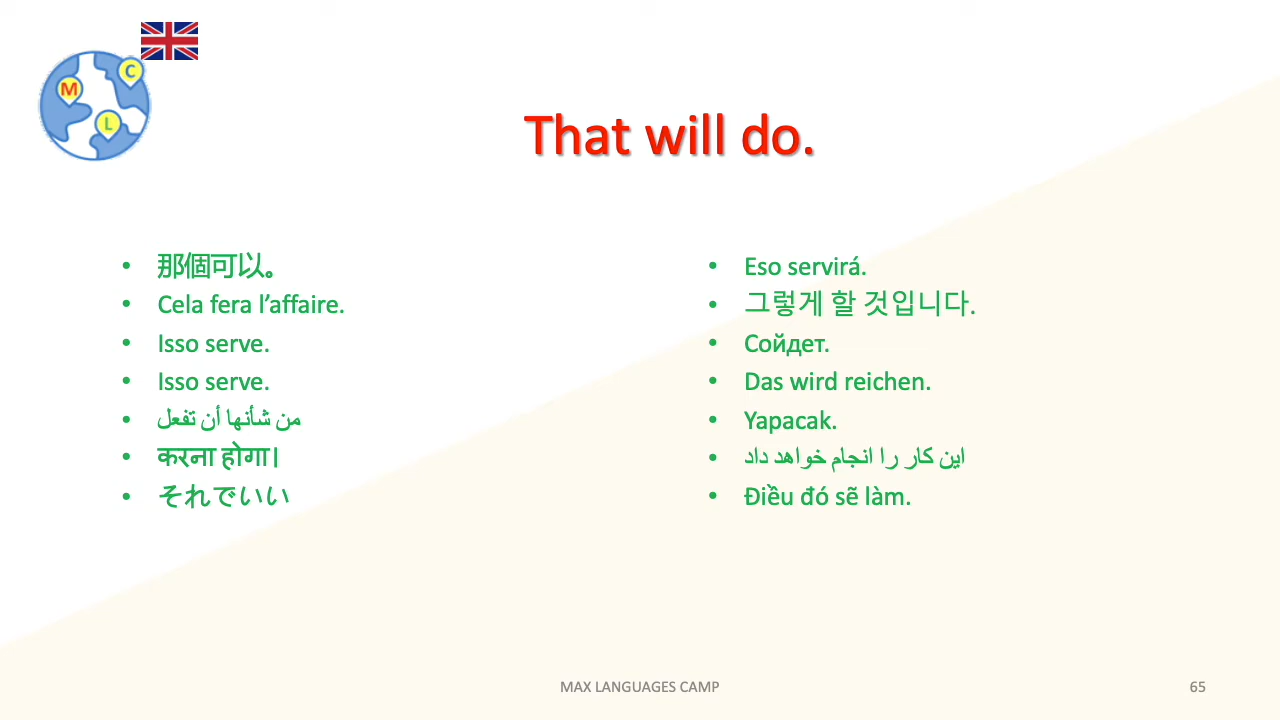 C
M
L
That will do.
• 那個可以。
• Cela fera l’affaire.
• Isso serve.
• Isso serve.
• من شأنها أن تفعل
• करना होगा।
• それでいい
• Eso servirá.
• 그렇게 할 것입니다.
• Сойдет.
• Das wird reichen.
• Yapacak.
• این کار را انجام خواهد داد
• Điều đó sẽ làm.
MAX LANGUAGES CAMP
65